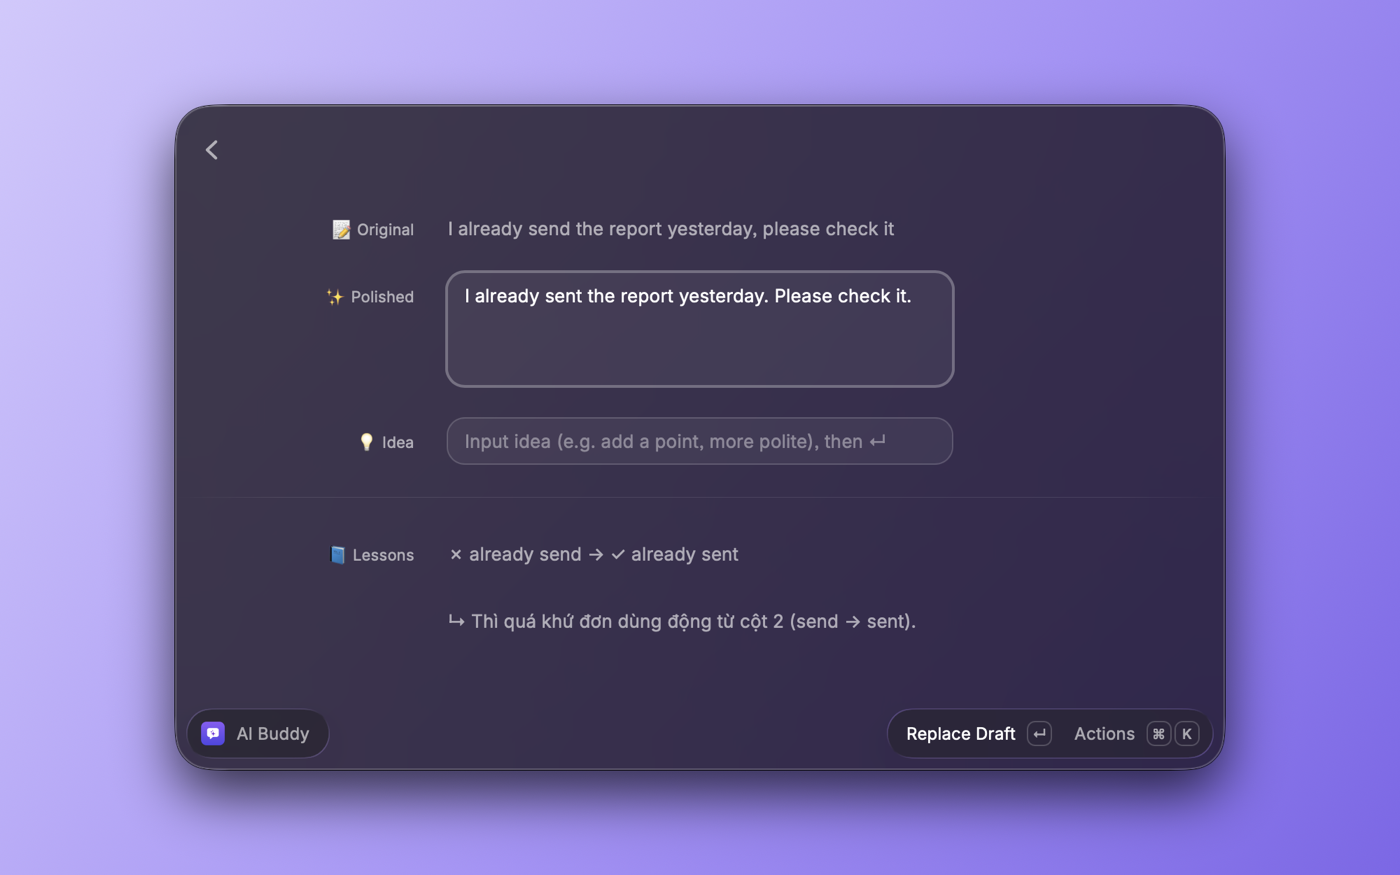 📝 Original
I already send the report yesterday, please check it
✨ Polished
I already sent the report yesterday. Please check it.
💡 Idea
Input idea (e.g. add a point, more polite), then ↵
📘 Lessons
× already send → ✓ already sent
↳ Thì quá khứ đơn dùng động từ cột 2 (send → sent).
AI Buddy
Replace Draft ↵ Actions ⌘ K